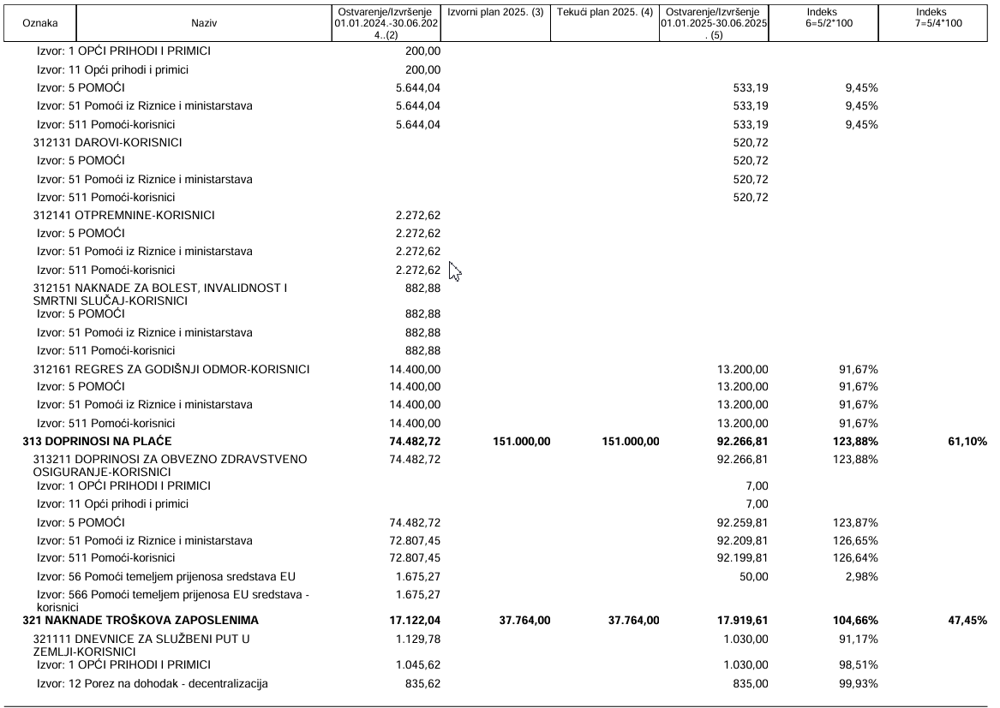 Oznaka Naziv Ostvarenje/Izvršenje 01.01.2024.-30.06.2024..(2) Izvorni plan 2025. (3) Tekući plan 2025. (4) Ostvarenje/Izvršenje 01.01.2025-30.06.2025. (5) Indeks 6=5/2*100 Indeks 7=5/4*100
Izvor: 1 OPĆI PRIHODI I PRIMICI 200,00
Izvor: 11 Opći prihodi i primici 200,00
Izvor: 5 POMOĆI 5.644,04 533,19 9,45%
Izvor: 51 Pomoći iz Riznice i ministarstava 5.644,04 533,19 9,45%
Izvor: 511 Pomoći-korisnici 5.644,04 533,19 9,45%
312131 DAROVI-KORISNICI 520,72
Izvor: 5 POMOĆI 520,72
Izvor: 51 Pomoći iz Riznice i ministarstava 520,72
Izvor: 511 Pomoći-korisnici 520,72
312141 OTPREMNINE-KORISNICI 2.272,62
Izvor: 5 POMOĆI 2.272,62
Izvor: 51 Pomoći iz Riznice i ministarstava 2.272,62
Izvor: 511 Pomoći-korisnici 2.272,62
312151 NAKNADE ZA BOLEST, INVALIDNOST I 882,88
SMRTNI SLUČAJ-KORISNICI
Izvor: 5 POMOĆI 882,88
Izvor: 51 Pomoći iz Riznice i ministarstava 882,88
Izvor: 511 Pomoći-korisnici 882,88
312161 REGRES ZA GODIŠNJI ODMOR-KORISNICI 14.400,00 13.200,00 91,67%
Izvor: 5 POMOĆI 14.400,00 13.200,00 91,67%
Izvor: 51 Pomoći iz Riznice i ministarstava 14.400,00 13.200,00 91,67%
Izvor: 511 Pomoći-korisnici 14.400,00 13.200,00 91,67%
313 DOPRINOSI NA PLAĆE 74.482,72 151.000,00 151.000,00 92.266,81 123,88% 61,10%
313211 DOPRINOSI ZA OBVEZNO ZDRAVSTVENO 74.482,72 92.266,81 123,88%
OSIGURANJE-KORISNICI
Izvor: 1 OPĆI PRIHODI I PRIMICI 7,00
Izvor: 11 Opći prihodi i primici 7,00
Izvor: 5 POMOĆI 74.482,72 92.259,81 123,87%
Izvor: 51 Pomoći iz Riznice i ministarstava 72.807,45 92.209,81 126,65%
Izvor: 511 Pomoći-korisnici 72.807,45 92.199,81 126,64%
Izvor: 56 Pomoći temeljem prijenosa sredstava EU 1.675,27 50,00 2,98%
Izvor: 566 Pomoći temeljem prijenosa EU sredstava - 1.675,27
korisnici
321 NAKNADE TROŠKOVA ZAPOSLENIMA 17.122,04 37.764,00 37.764,00 17.919,61 104,66% 47,45%
321111 DNEVNICE ZA SLUŽBENI PUT U 1.129,78 1.030,00 91,17%
ZEMLJI-KORISNICI
Izvor: 1 OPĆI PRIHODI I PRIMICI 1.045,62 1.030,00 98,51%
Izvor: 12 Porez na dohodak - decentralizacija 835,62 835,00 99,93%